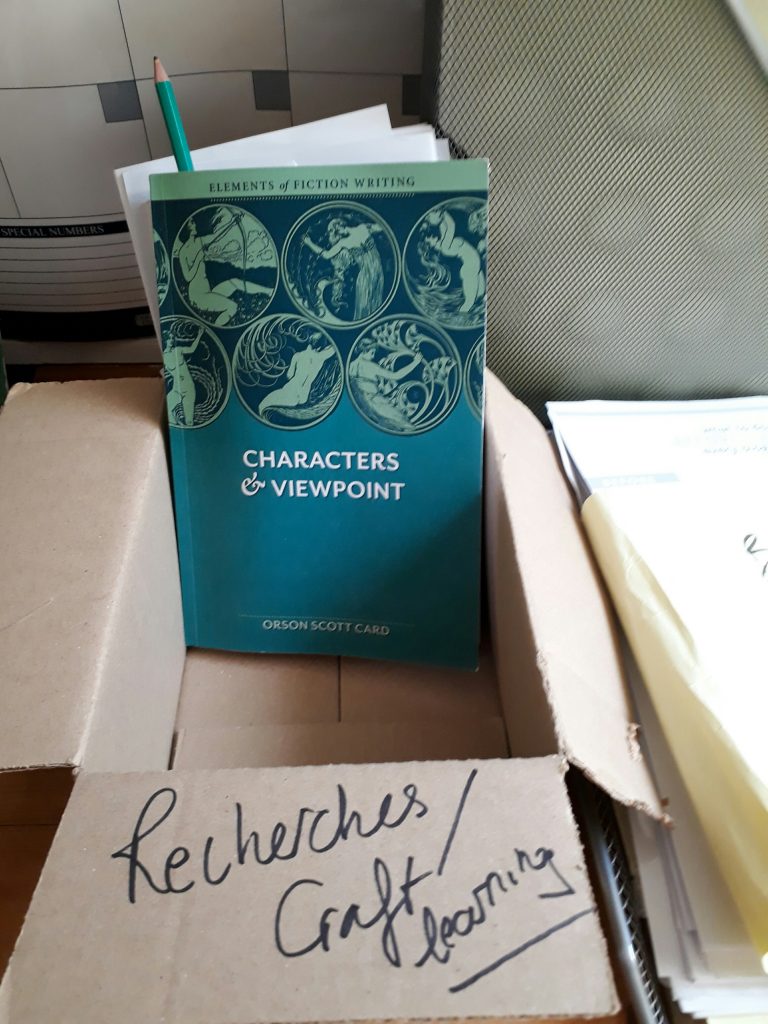 SPECIAL NUMBERS
ELEMENTS of FICTION WRITING
CHARACTERS
& VIEWPOINT
ORSON SCOTT CARD
Recherches /
Craft
learning